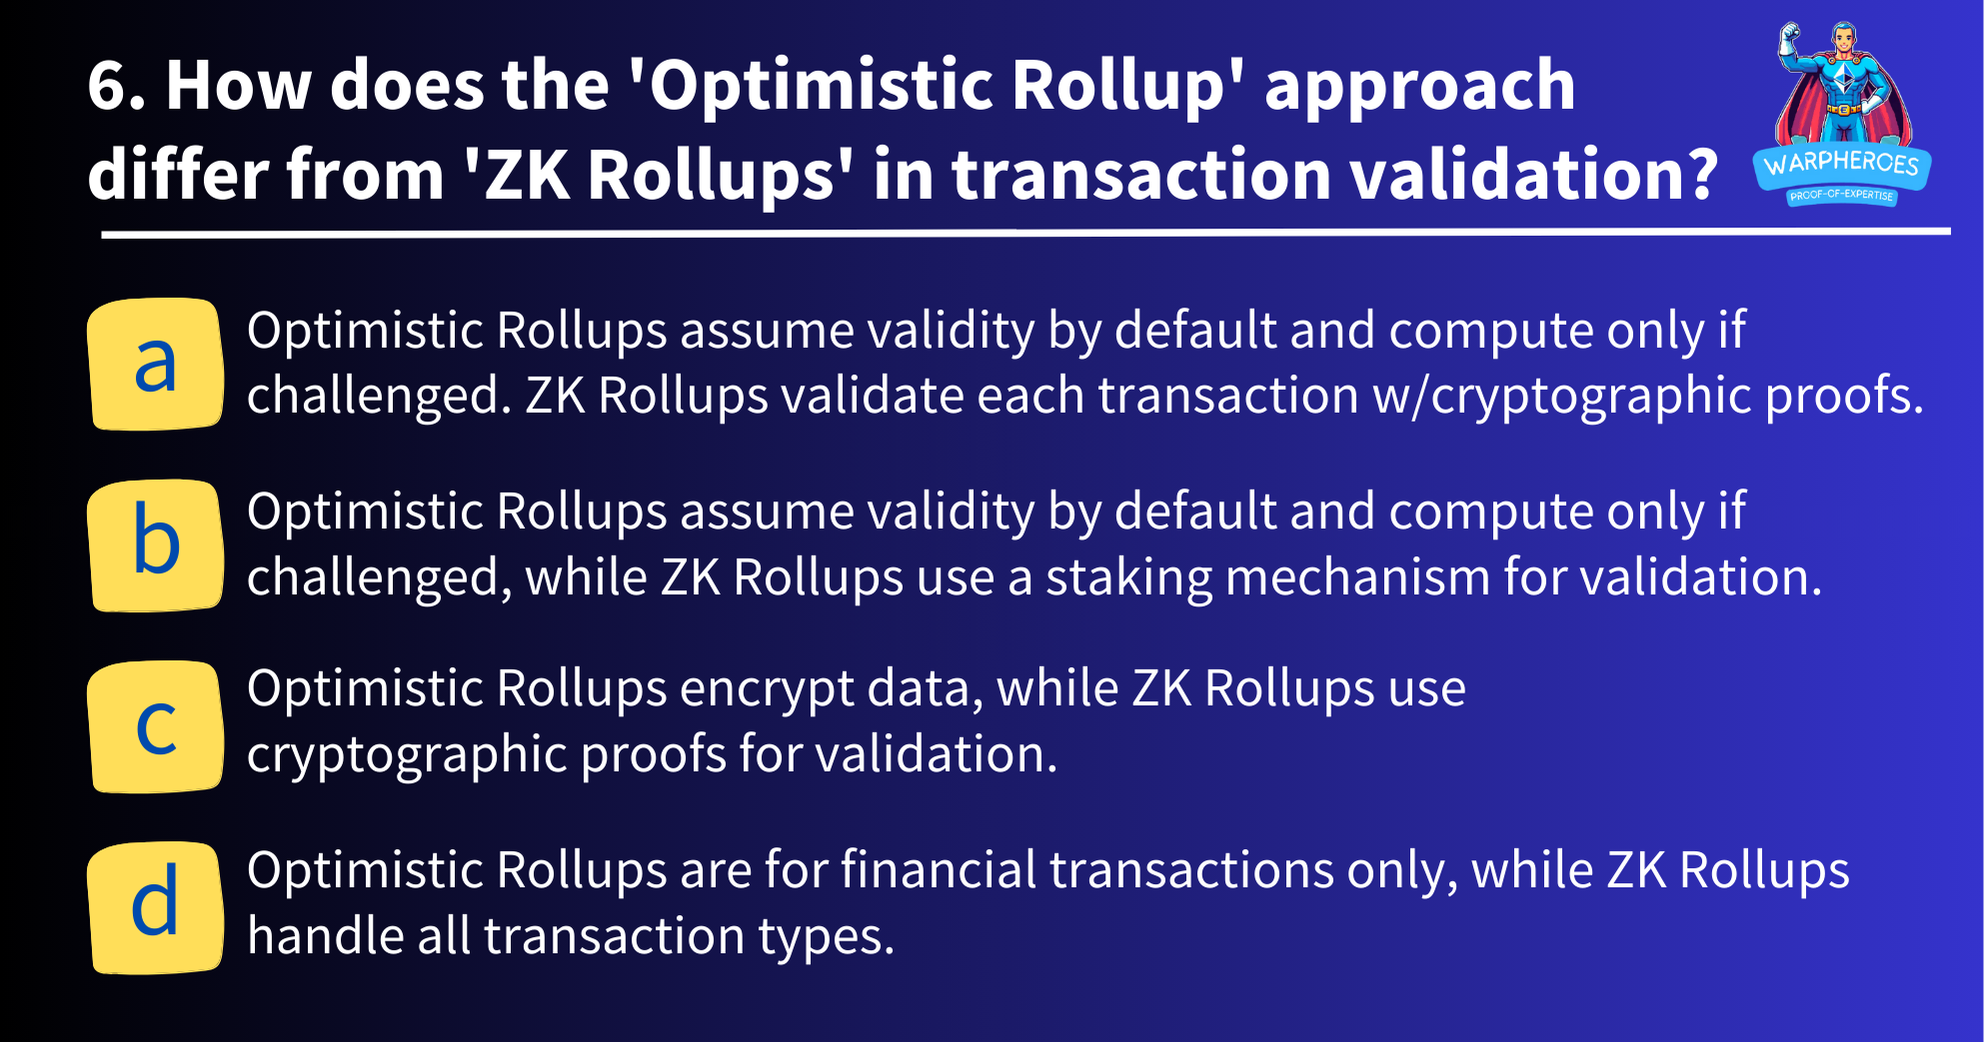 6. How does the 'Optimistic Rollup' approach
differ from 'ZK Rollups' in transaction validation?
WARPHEROES
PROOF-OF-EXPERTISE
a
Optimistic Rollups assume validity by default and compute only if
challenged. ZK Rollups validate each transaction w/cryptographic proofs.
b
Optimistic Rollups assume validity by default and compute only if
challenged, while ZK Rollups use a staking mechanism for validation.
c
Optimistic Rollups encrypt data, while ZK Rollups use
cryptographic proofs for validation.
d
Optimistic Rollups are for financial transactions only, while ZK Rollups
handle all transaction types.